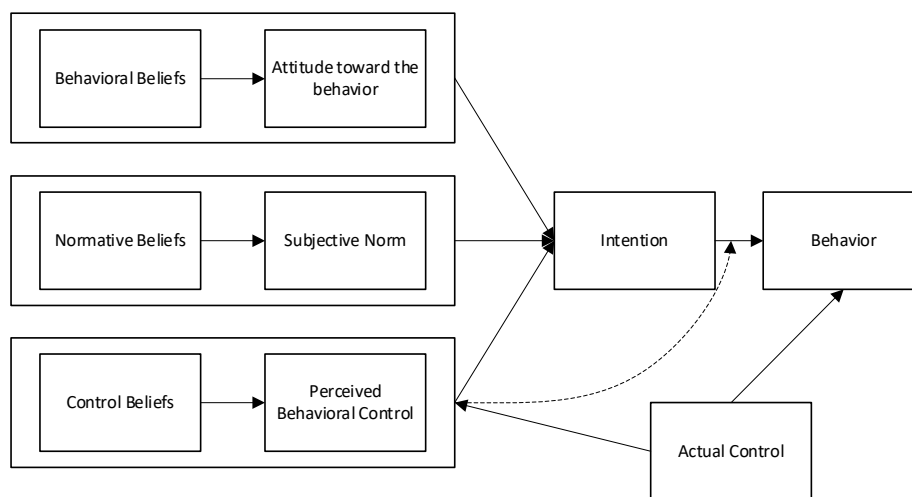 Behavioral Beliefs
Attitude toward the
behavior
Normative Beliefs
Subjective Norm
Intention
Behavior
Control Beliefs
Perceived
Behavioral Control
Actual Control